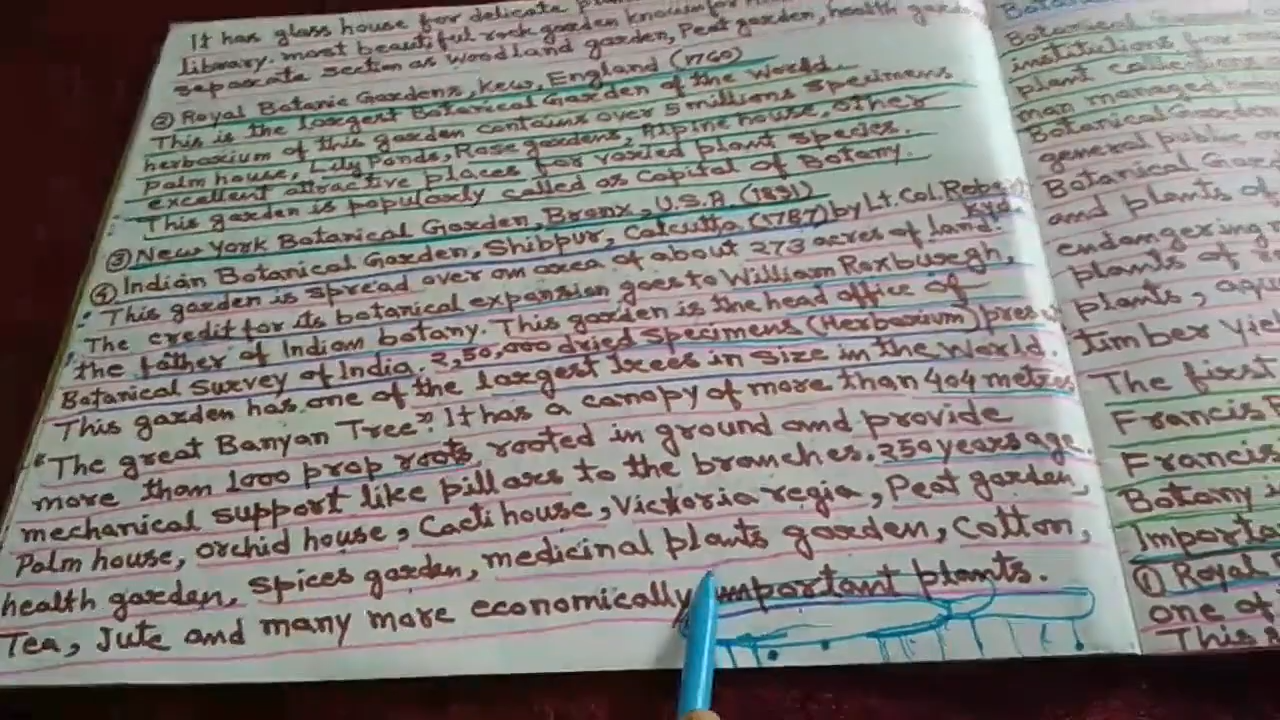 It has glass house for delicate
library. most beautiful rock garden known for
separate section as woodland garden, Peat garden, health garden
② Royal Botanic Gardens, Kew, England (1760)
This is the largest Botanical Garden of the World.
herbarium of this garden contains over 5 millions specimens
palm house, Lily Ponds, Rose gardens, Alpine house, other
excellent attractive places for varied plant species.
This garden is popularly called as Capital of Botany.
③ New York Botanical Garden, Bronx, U.S.A. (1891)
④ Indian Botanical Garden, Shibpur, Calcutta (1787) by Lt. Col. Robert Kyd.
This garden is spread over an area of about 273 acres of land.
The credit for its botanical expansion goes to William Roxburgh,
the father of Indian botany. This garden is the head office of
Botanical Survey of India. 2,50,000 dried specimens (Herbarium) present
This garden has one of the largest trees in size in the world.
"The great Banyan Tree" It has a canopy of more than 404 metres
more than 1000 prop roots rooted in ground and provide
mechanical support like pillars to the branches. 250 years age.
Palm house, orchid house, Cacti house, Victoria regia, Peat garden,
health garden, spices garden, medicinal plants garden, Cotton,
Tea, Jute and many more economically important plants.
institutions for
plant collections
man managed
Botanical Garden
general public
Botanical Gard
and plants of
endangering
plants of
plants, aqu
timber yiel
The first
Francis
Francis
Botany i
Importa
① Royal
one of
This